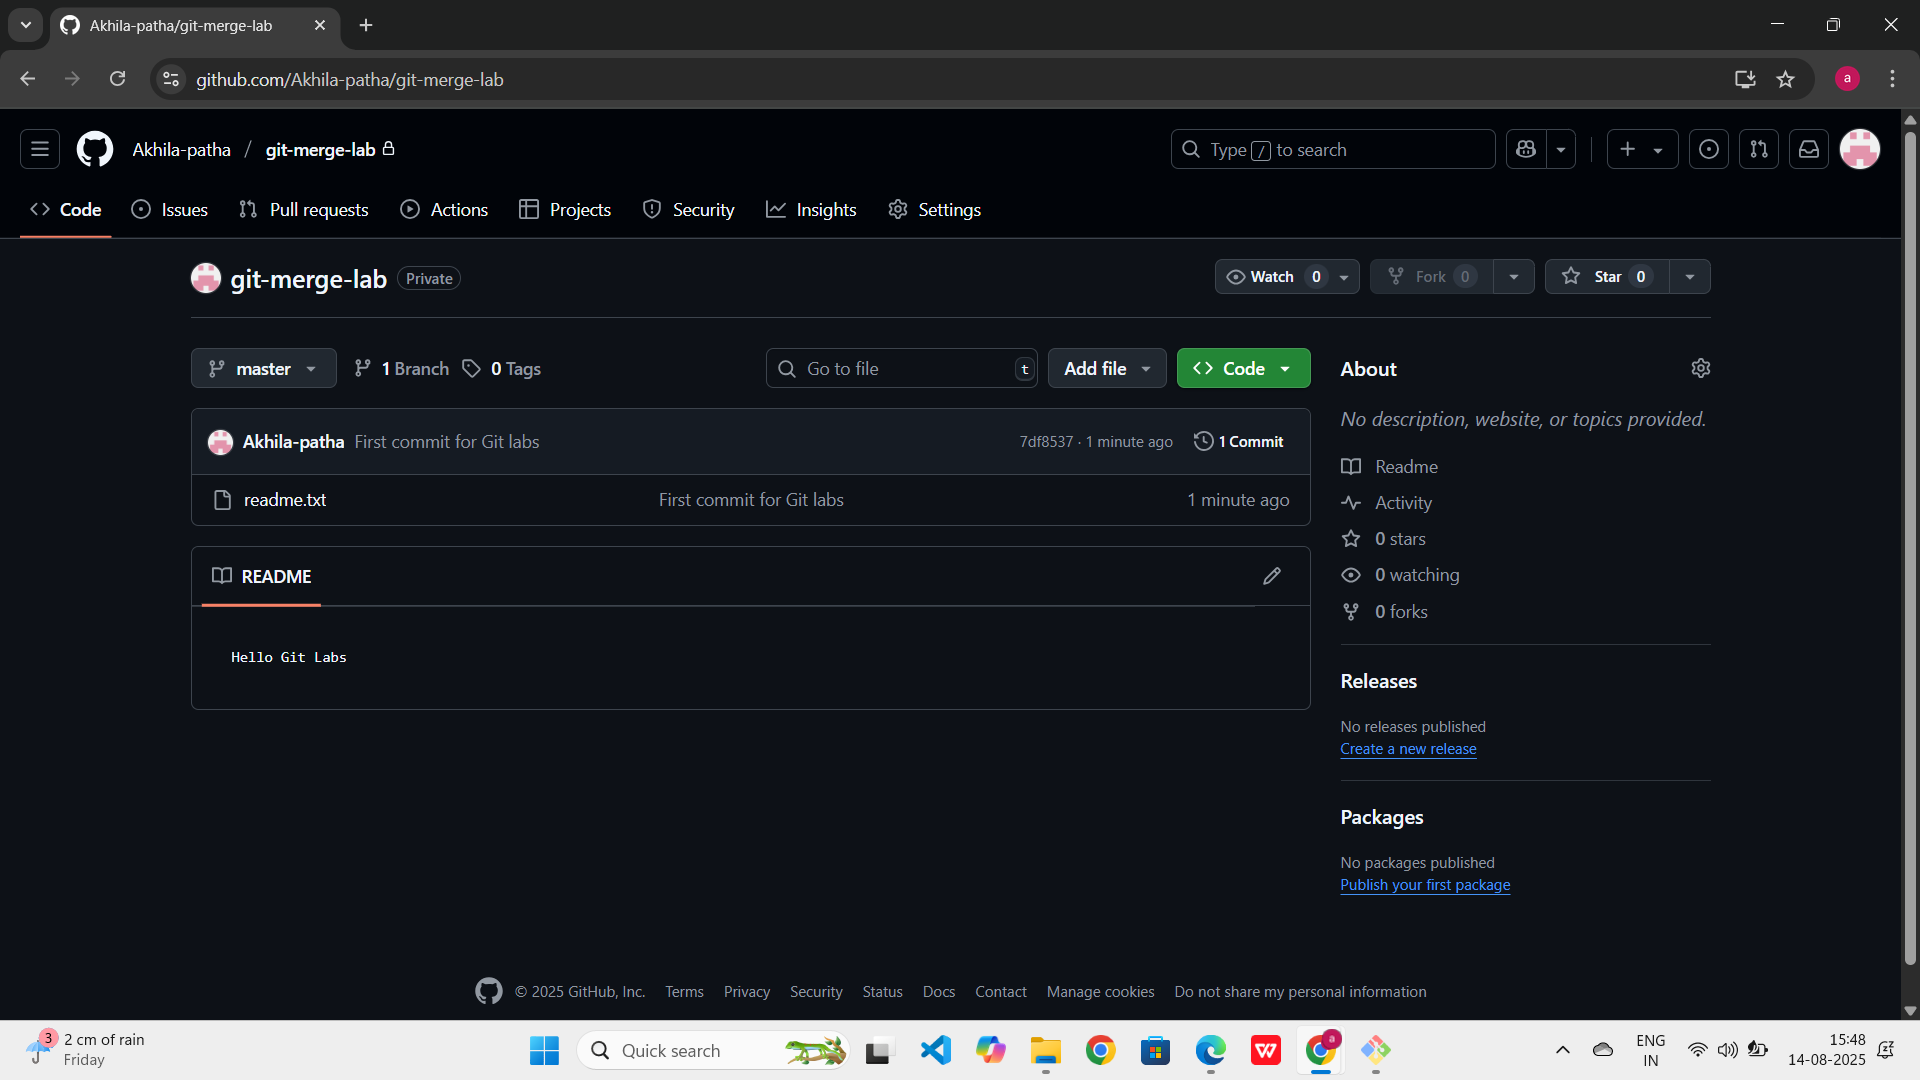 Akhila-patha/git-merge-lab
github.com/Akhila-patha/git-merge-lab
a
Akhila-patha / git-merge-lab
Type / to search
Code
Issues
Pull requests
Actions
Projects
Security
Insights
Settings
git-merge-lab Private
Watch 0
Fork 0
Star 0
master
1 Branch
0 Tags
Go to file
t
Add file
Code
Akhila-patha First commit for Git labs
7df8537 · 1 minute ago
1 Commit
readme.txt
First commit for Git labs
1 minute ago
README
Hello Git Labs
About
No description, website, or topics provided.
Readme
Activity
0 stars
0 watching
0 forks
Releases
No releases published
Create a new release
Packages
No packages published
Publish your first package
© 2025 GitHub, Inc.
Terms
Privacy
Security
Status
Docs
Contact
Manage cookies
Do not share my personal information
3
2 cm of rain
Friday
Quick search
W
a
ENG
IN
15:48
14-08-2025